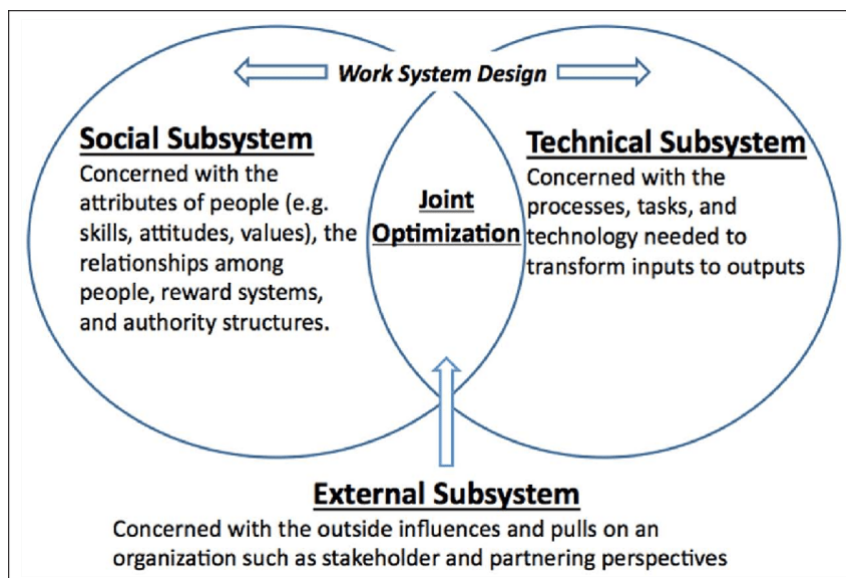 Work System Design
Social Subsystem
Concerned with the
attributes of people (e.g.
skills, attitudes, values), the
relationships among
people, reward systems,
and authority structures.
Joint
Optimization
Technical Subsystem
Concerned with the
processes, tasks, and
technology needed to
transform inputs to outputs
External Subsystem
Concerned with the outside influences and pulls on an
organization such as stakeholder and partnering perspectives